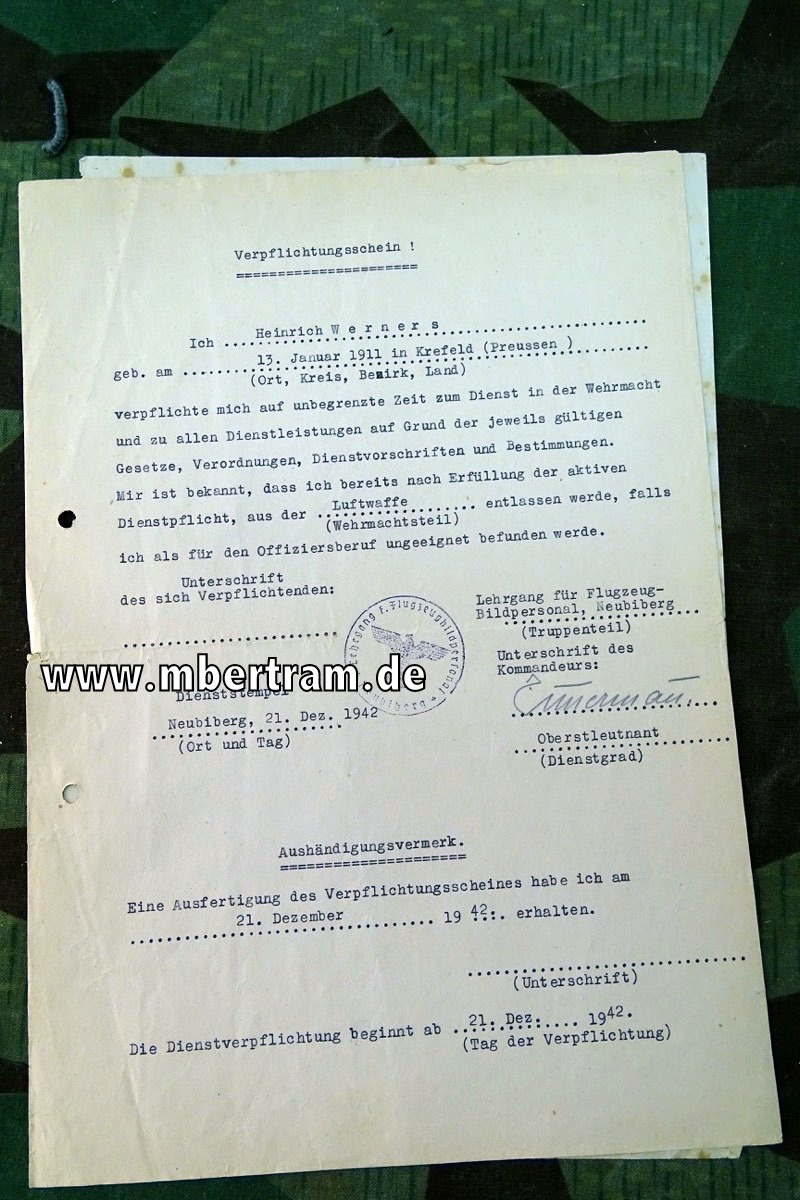 Verpflichtungsschein !
======================
Ich ....Heinrich W e r n e r s..............................
geb. am .........13. Januar 1911 in Krefeld (Preussen )..........
(Ort, Kreis, Bezirk, Land)
verpflichte mich auf unbegrenzte Zeit zum Dienst in der Wehrmacht
und zu allen Dienstleistungen auf Grund der jeweils gültigen
Gesetze, Verordnungen, Dienstvorschriften und Bestimmungen.
Mir ist bekannt, dass ich bereits nach Erfüllung der aktiven
Dienstpflicht, aus der ..Luftwaffe........ entlassen werde, falls
(Wehrmachtsteil)
ich als für den Offiziersberuf ungeeignet befunden werde.
Unterschrift
des sich Verpflichtenden:
..........................
Lehrgang f. Flugzeugbildpersonal
Neubiberg
www.mbertram.de
Dienststempel
Neubiberg, 21. Dez. 1942
(Ort und Tag)
Lehrgang für Flugzeug-
Bildpersonal, Neubiberg...
(Truppenteil)
Unterschrift des
Kommandeurs:
Oberstleutnant
(Dienstgrad)
Aushändigungsvermerk.
======================
Eine Ausfertigung des Verpflichtungsscheines habe ich am
21. Dezember .......... 19 42... erhalten.
..................................
(Unterschrift)
Die Dienstverpflichtung beginnt ab ..21. Dez..... 1942.
(Tag der Verpflichtung)